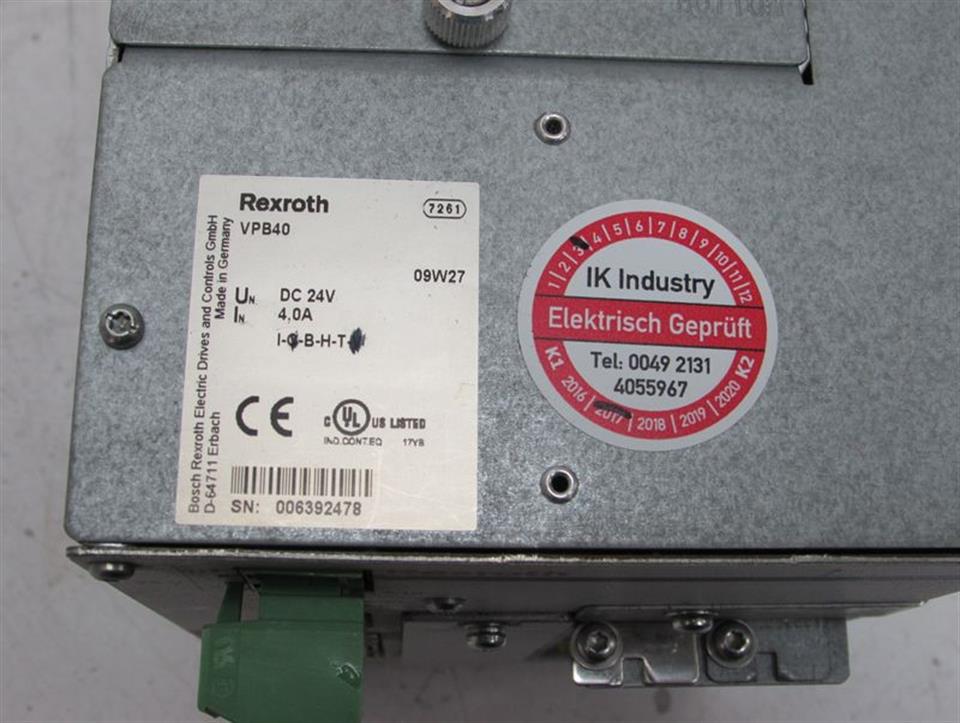 BOTTOM
Rexroth
7261
VPB40
09W27
UN DC 24V
IN 4,0A
I-G-B-H-T-
CE
C UL US LISTED
IND.CONT.EQ 17YB
SN: 006392478
Bosch Rexroth Electric Drives and Controls GmbH
D-64711 Erbach Made in Germany
1|2|3|4|5|6|7|8|9|10|11|12
IK Industry
Elektrisch Geprüft
Tel: 0049 2131
4055967
K1 2016 | 2017 | 2018 | 2019 | 2020 K2